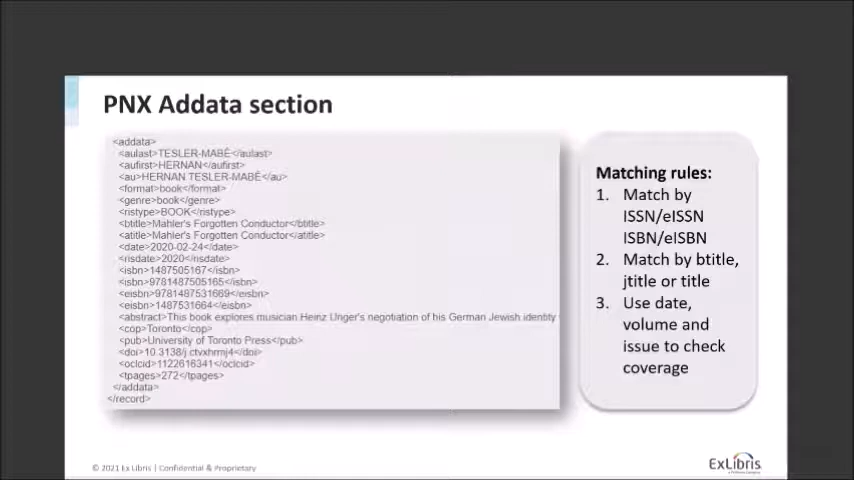 PNX Addata section
<addata>
<aulast>TESLER-MABÉ</aulast>
<aufirst>HERNAN</aufirst>
<au>HERNAN TESLER-MABÉ</au>
<format>book</format>
<genre>book</genre>
<ristype>BOOK</ristype>
<btitle>Mahler's Forgotten Conductor</btitle>
<atitle>Mahler's Forgotten Conductor</atitle>
<date>2020-02-24</date>
<risdate>2020</risdate>
<isbn>1487505167</isbn>
<isbn>9781487505165</isbn>
<eisbn>9781487531669</eisbn>
<eisbn>1487531664</eisbn>
<abstract>This book explores musician Heinz Unger's negotiation of his German Jewish identity
<cop>Toronto</cop>
<pub>University of Toronto Press</pub>
<doi>10.3138/j.ctvxhrmj4</doi>
<oclcid>1122616341</oclcid>
<tpages>272</tpages>
</addata>
</record>
Matching rules:
1. Match by
ISSN/eISSN
ISBN/eISBN
2. Match by btitle,
jtitle or title
3. Use date,
volume and
issue to check
coverage
© 2021 Ex Libris | Confidential & Proprietary
ExLibris